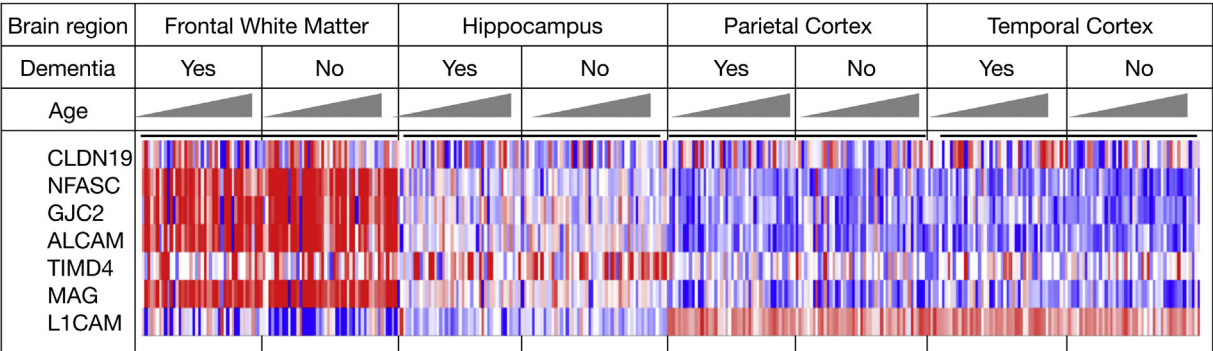 Brain region Frontal White Matter Hippocampus Parietal Cortex Temporal Cortex
Dementia Yes No Yes No Yes No Yes No
Age
CLDN19
NFASC
GJC2
ALCAM
TIMD4
MAG
L1CAM